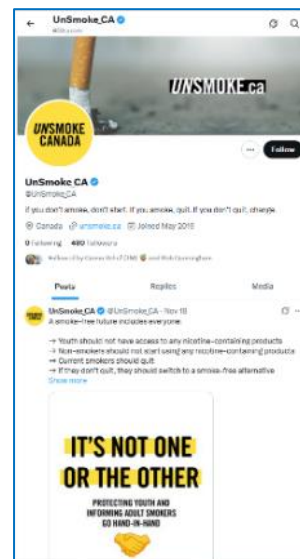 UnSmoke_CA
UNSMOKE.ca
UNSMOKE
CANADA
Follow
UnSmoke_CA
@UnSmoke_CA
If you don't smoke, don't start. If you smoke, quit. If you don't quit, change.
Canada unsmoke.ca Joined May 2019
0 Following 480 Followers
Posts Replies Media
UnSmoke_CA @UnSmoke_CA · Nov 18
A smoke-free future includes everyone:
→ Youth should not have access to any nicotine-containing products
→ Non-smokers should not start using any nicotine-containing products
→ Current smokers should quit
→ If they don't quit, they should switch to a smoke-free alternative
Show more
IT'S NOT ONE
OR THE OTHER
PROTECTING YOUTH AND
INFORMING ADULT SMOKERS
GO HAND-IN-HAND